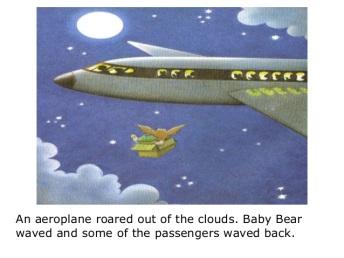 An aeroplane roared out of the clouds. Baby Bear
waved and some of the passengers waved back.